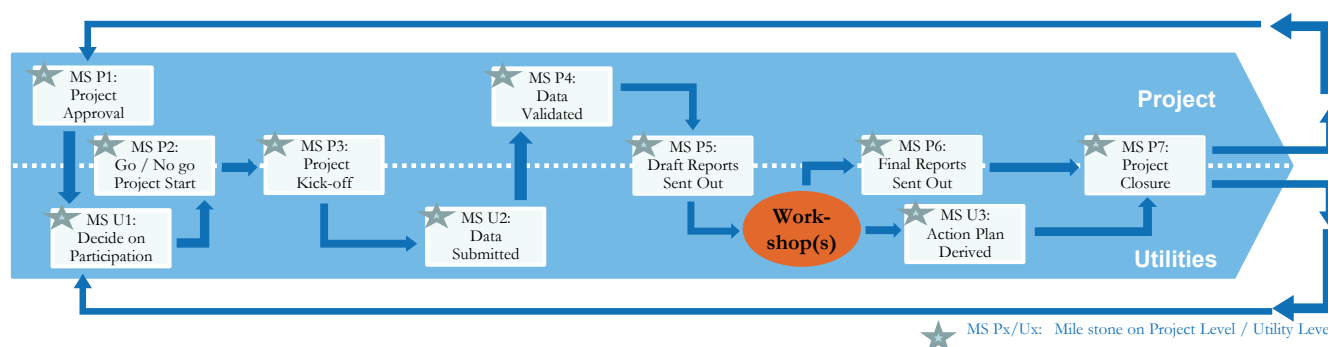 MS P1:
Project
Approval
MS P2:
Go / No go
Project Start
MS U1:
Decide on
Participation
MS P3:
Project
Kick-off
MS U2:
Data
Submitted
MS P4:
Data
Validated
MS P5:
Draft Reports
Sent Out
Work-
shop(s)
MS P6:
Final Reports
Sent Out
MS U3:
Action Plan
Derived
MS P7:
Project
Closure
Project
Utilities
MS Px/Ux: Mile stone on Project Level / Utility Leve